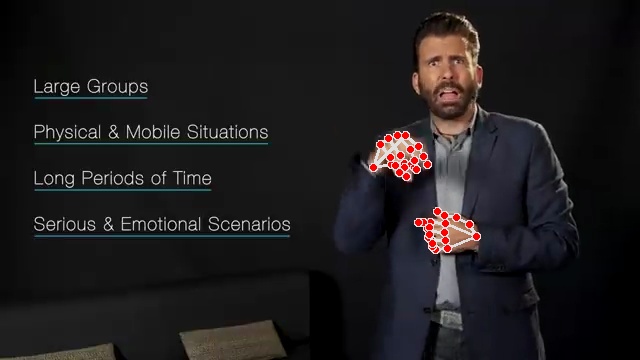 Large Groups
Physical & Mobile Situations
Long Periods of Time
Serious & Emotional Scenarios